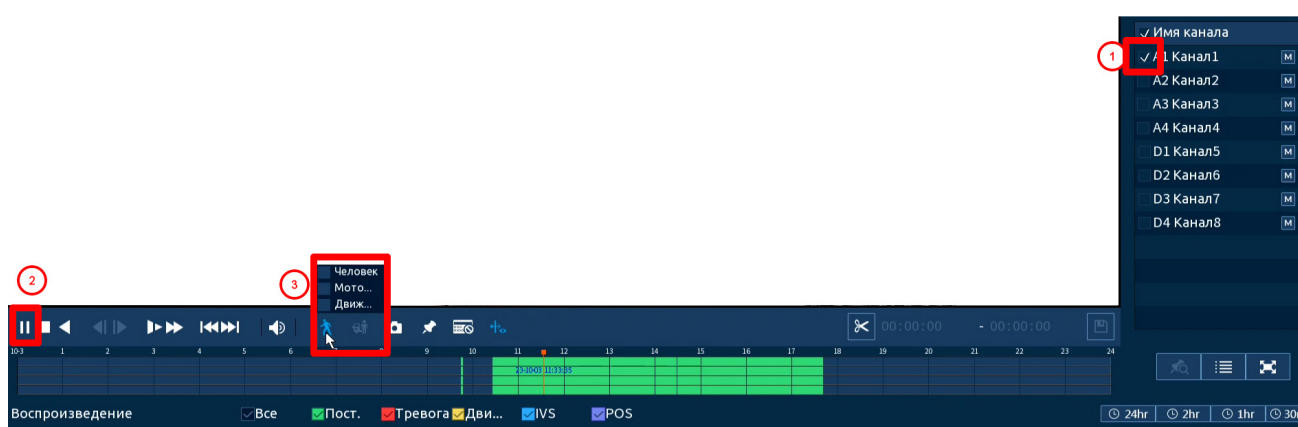 Имя канала
1
A1 Канал1 M
A2 Канал2 M
A3 Канал3 M
A4 Канал4 M
D1 Канал5 M
D2 Канал6 M
D3 Канал7 M
D4 Канал8 M
2
3
Человек
Мото...
Движ...
00:00:00 - 00:00:00
10-3 1 2 3 4 5 6 8 9 10 11 12 13 14 15 16 17 18 19 20 21 22 23 24
23-10-03 11:33:35
Воспроизведение Все Пост. Тревога Дви... IVS POS
24hr 2hr 1hr